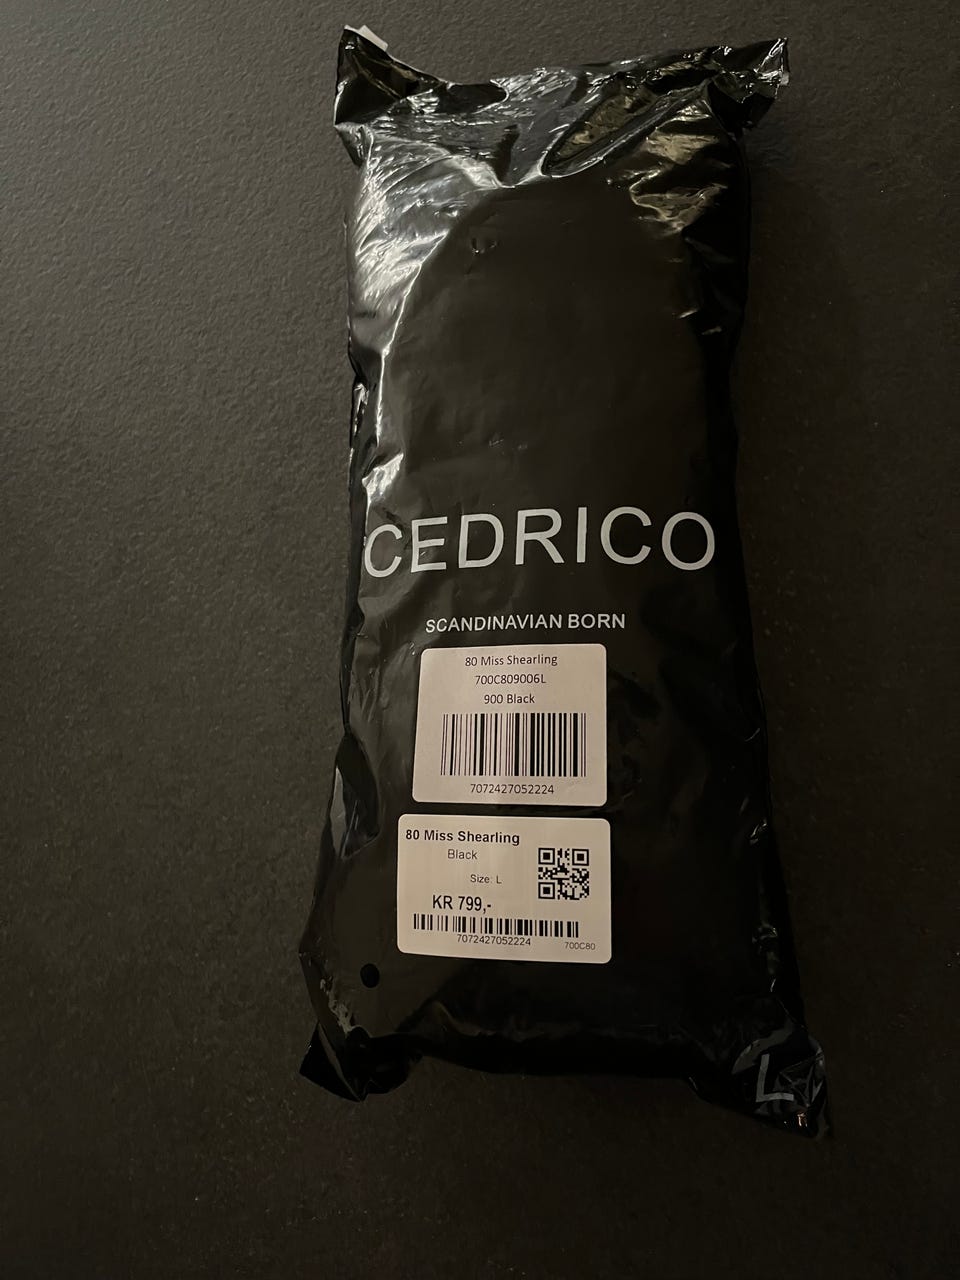 CEDRICO
SCANDINAVIAN BORN
80 Miss Shearling
700C809006L
900 Black
7072427052224
80 Miss Shearling
Black
Size: L
KR 799,-
7072427052224
700C80
L